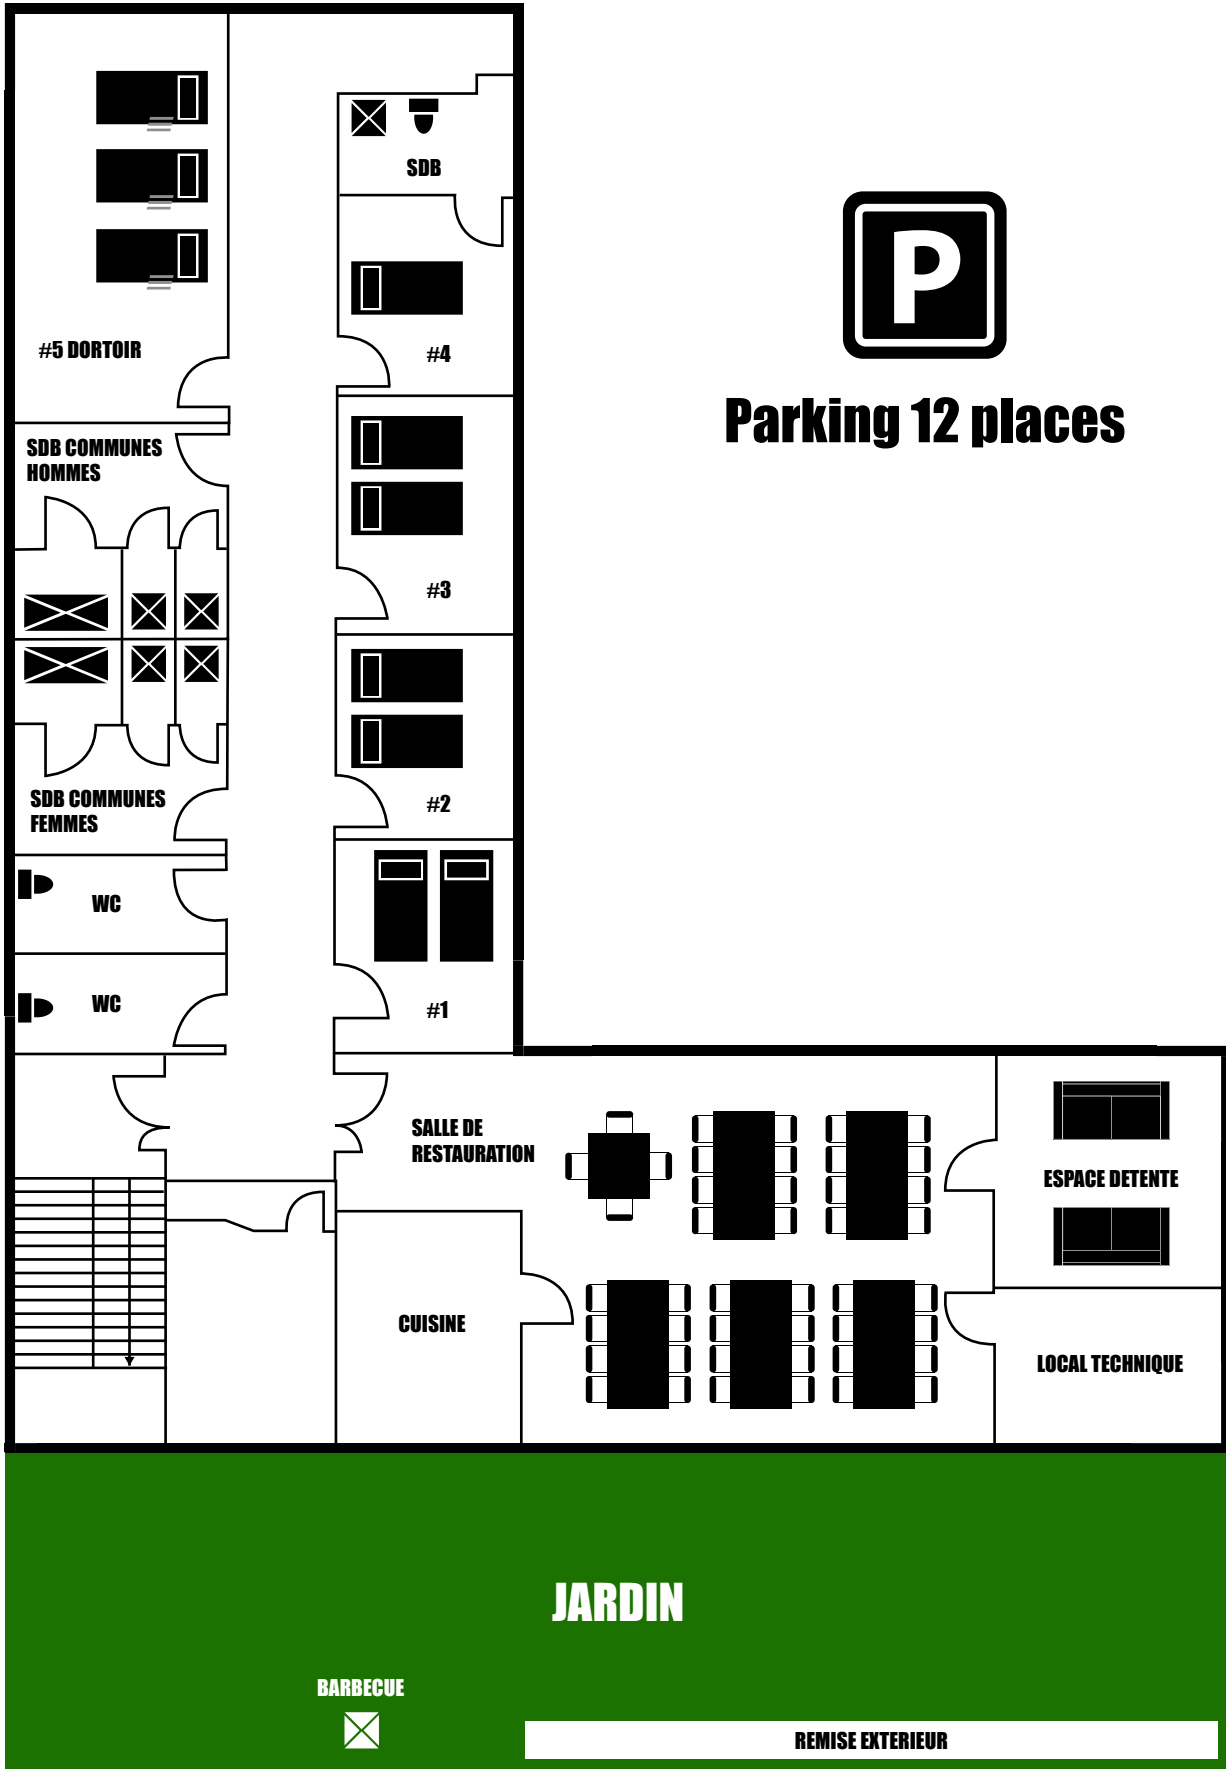 SDB
#4
#5 DORTOIR
P
Parking 12 places
SDB COMMUNES
HOMMES
#3
SDB COMMUNES
FEMMES
#2
WC
WC
#1
SALLE DE
RESTAURATION
ESPACE DETENTE
CUISINE
LOCAL TECHNIQUE
JARDIN
BARBECUE
REMISE EXTERIEUR